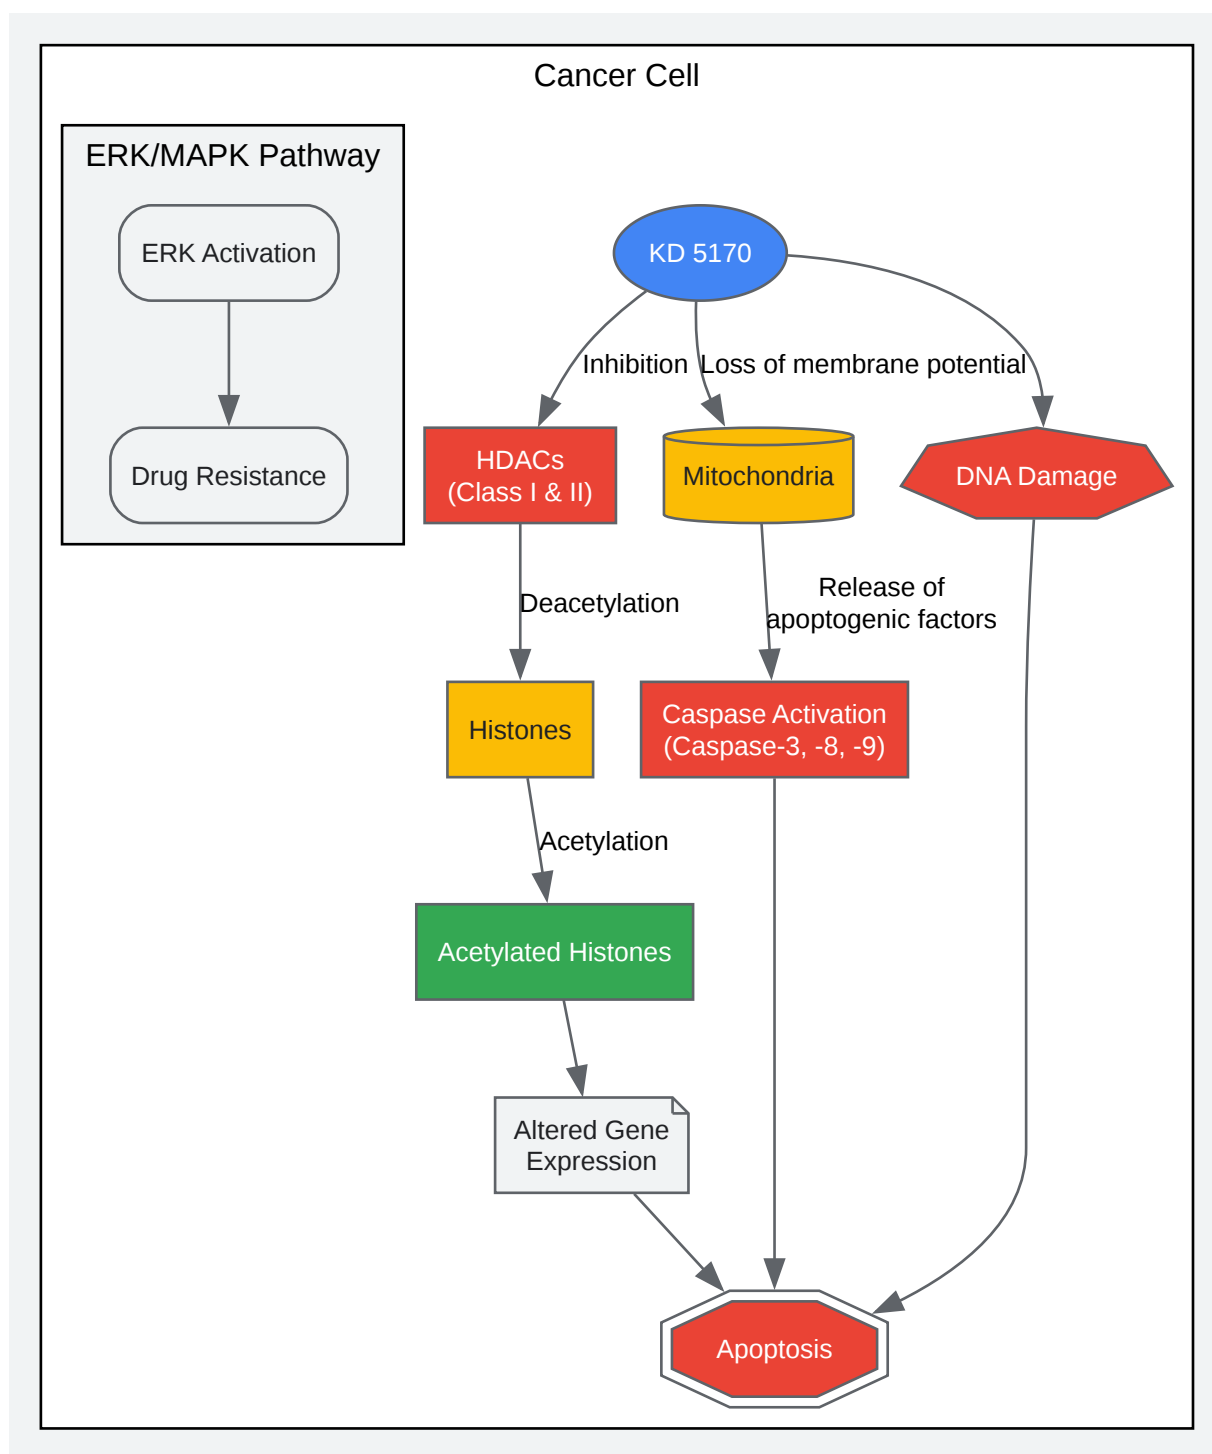 Cancer Cell
ERK/MAPK Pathway
ERK Activation
KD 5170
Inhibition
Loss of membrane potential
Drug Resistance
HDACs
(Class I & II)
Mitochondria
DNA Damage
Deacetylation
Release of
apoptogenic factors
Histones
Caspase Activation
(Caspase-3, -8, -9)
Acetylation
Acetylated Histones
Altered Gene
Expression
Apoptosis